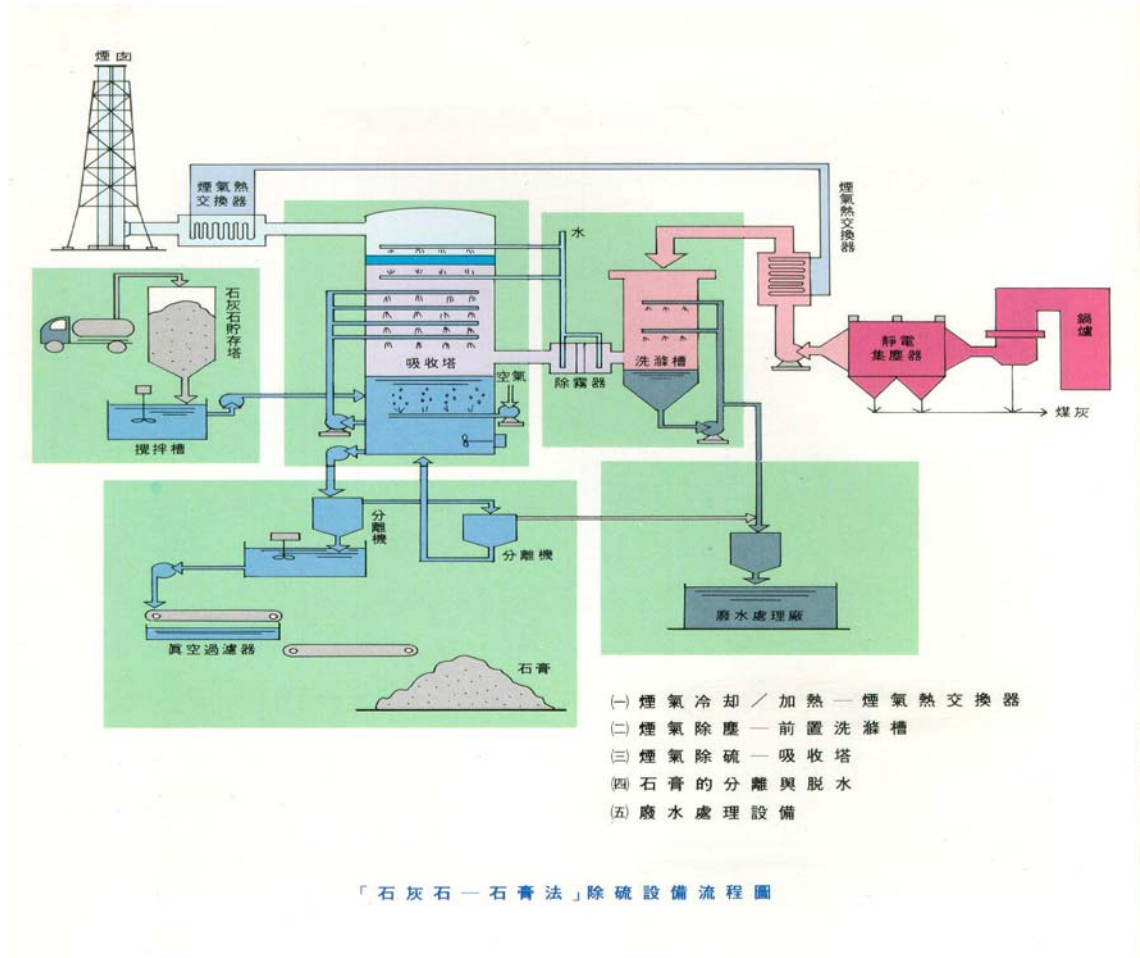 煙囪
煙氣熱
交換器
煙氣熱交換器
水
石灰石貯存塔
鍋爐
靜電
集塵器
吸收塔
洗滌槽
空氣
除霧器
煤灰
攪拌槽
分離機
分離機
廢水處理廠
真空過濾器
石膏
㈠煙氣冷却／加熱—煙氣熱交換器
㈡煙氣除塵—前置洗滌槽
㈢煙氣除硫—吸收塔
㈣石膏的分離與脫水
㈤廢水處理設備
「石灰石—石膏法」除硫設備流程圖